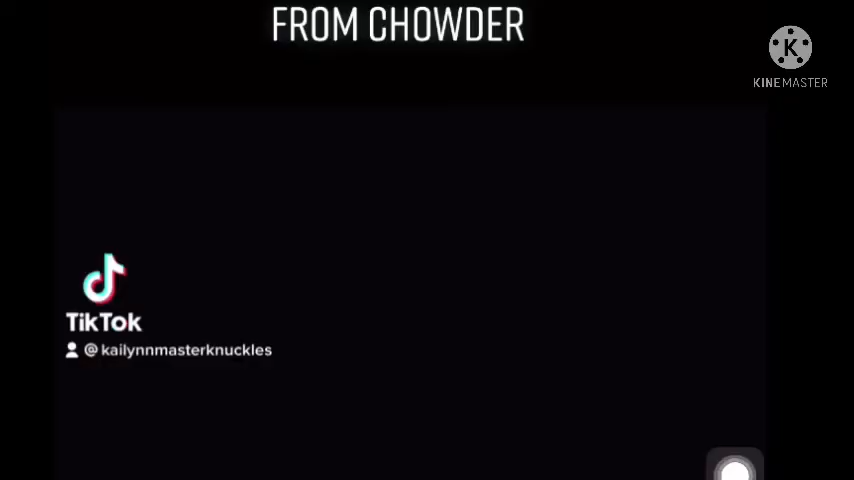 FROM CHOWDER
K
KINEMASTER
TikTok
@kailynnmasterknuckles